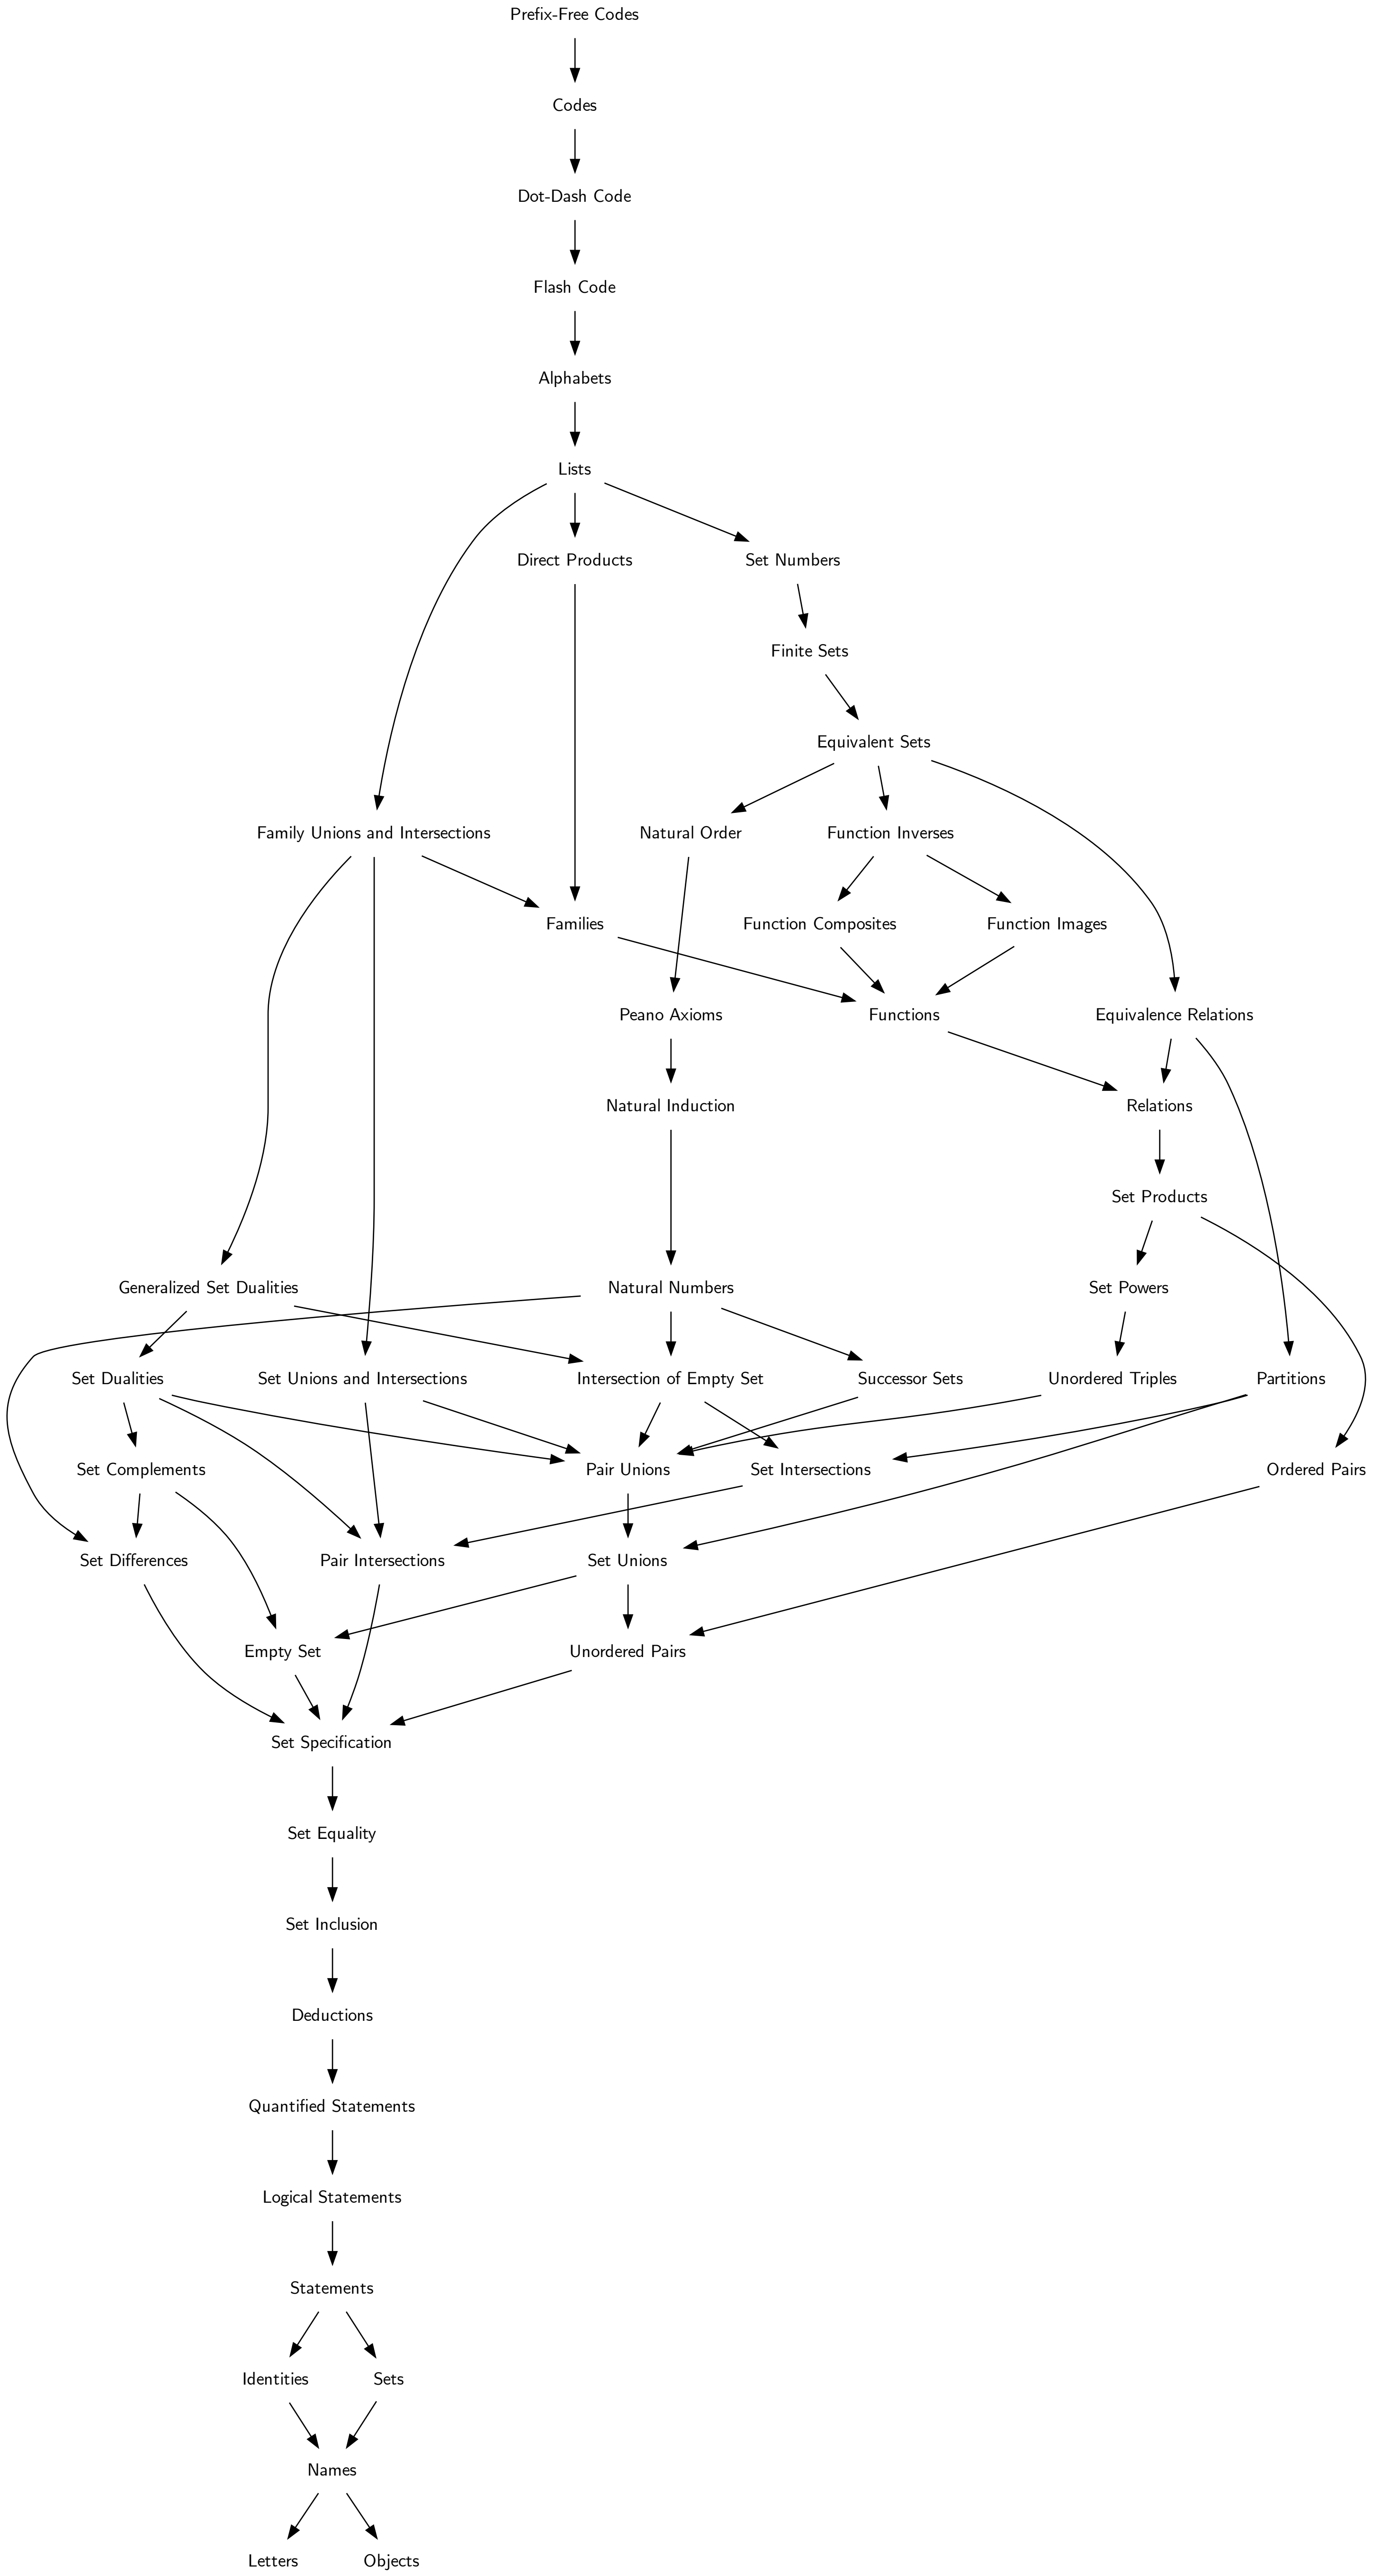 Prefix-Free Codes
Codes
Dot-Dash Code
Flash Code
Alphabets
Lists
Direct Products
Set Numbers
Finite Sets
Equivalent Sets
Family Unions and Intersections
Natural Order
Function Inverses
Families
Function Composites
Function Images
Peano Axioms
Functions
Equivalence Relations
Natural Induction
Relations
Set Products
Generalized Set Dualities
Natural Numbers
Set Powers
Set Dualities
Set Unions and Intersections
Intersection of Empty Set
Successor Sets
Unordered Triples
Partitions
Set Complements
Pair Unions
Set Intersections
Ordered Pairs
Set Differences
Pair Intersections
Set Unions
Empty Set
Unordered Pairs
Set Specification
Set Equality
Set Inclusion
Deductions
Quantified Statements
Logical Statements
Statements
Identities
Sets
Names
Letters
Objects